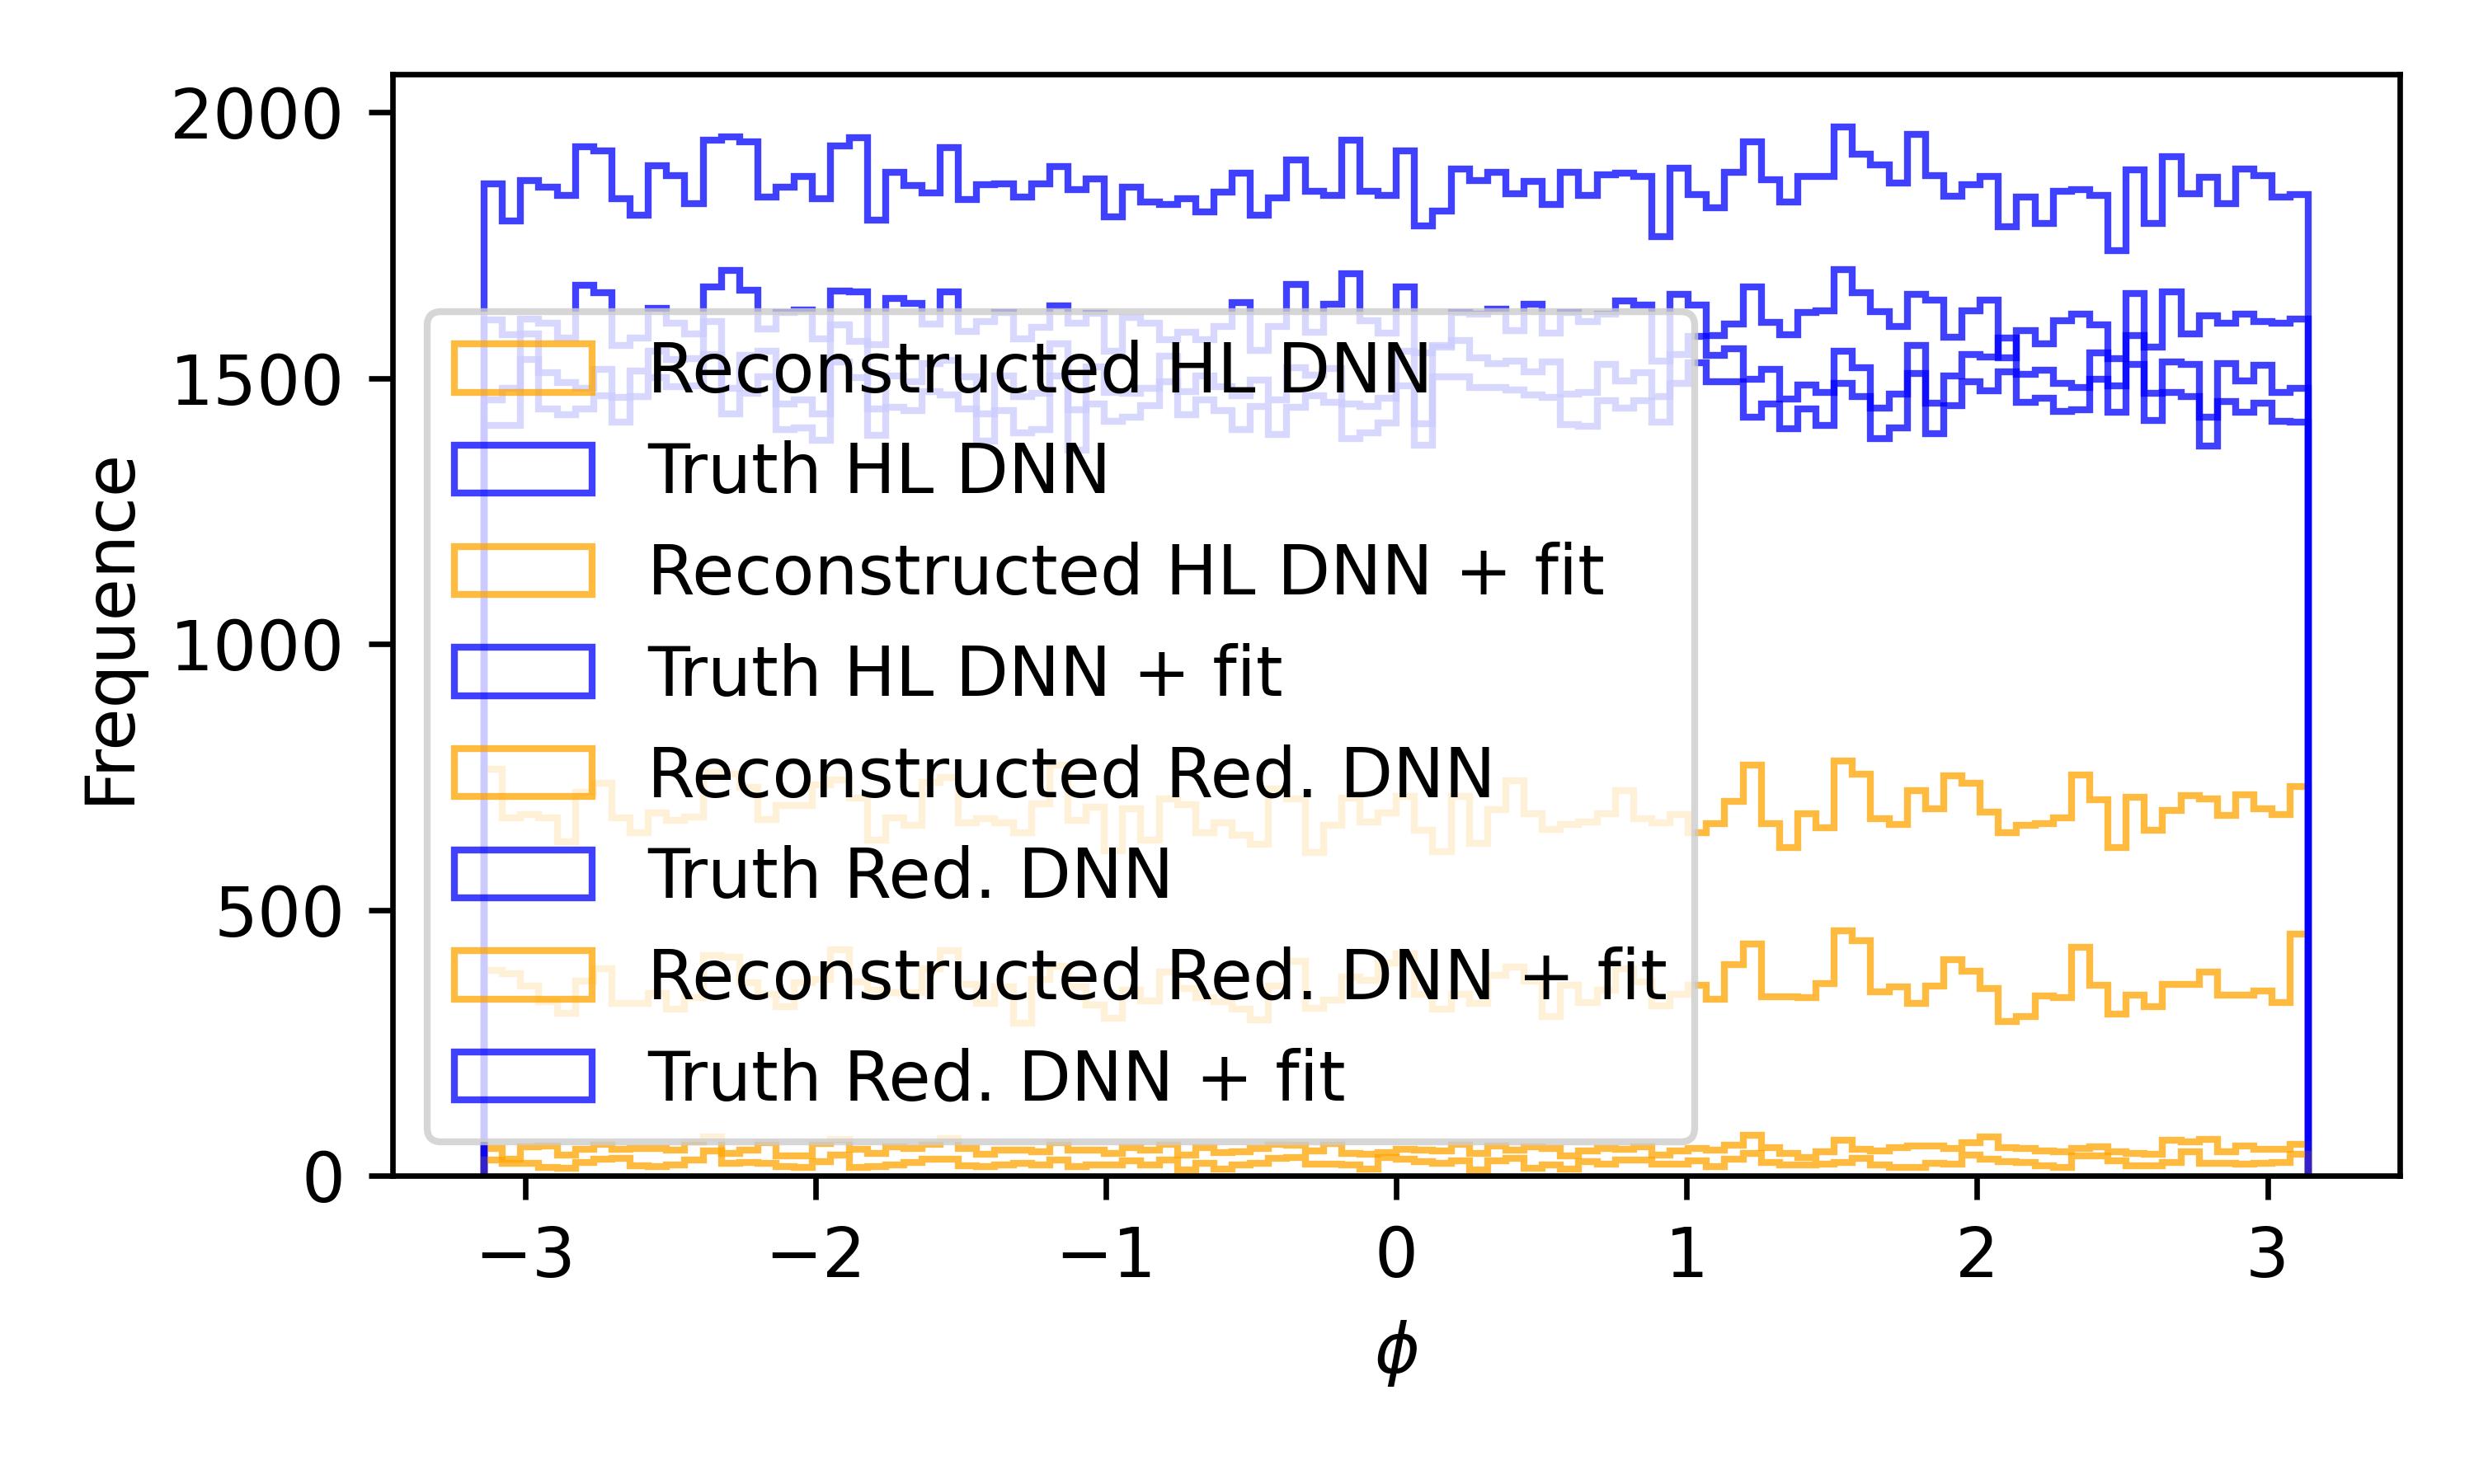 2000
1500
1000
500
0
Frequence
Reconstructed HL DNN
Truth HL DNN
Reconstructed HL DNN + fit
Truth HL DNN + fit
Reconstructed Red. DNN
Truth Red. DNN
Reconstructed Red. DNN + fit
Truth Red. DNN + fit
−3 −2 −1 0 1 2 3
ϕ